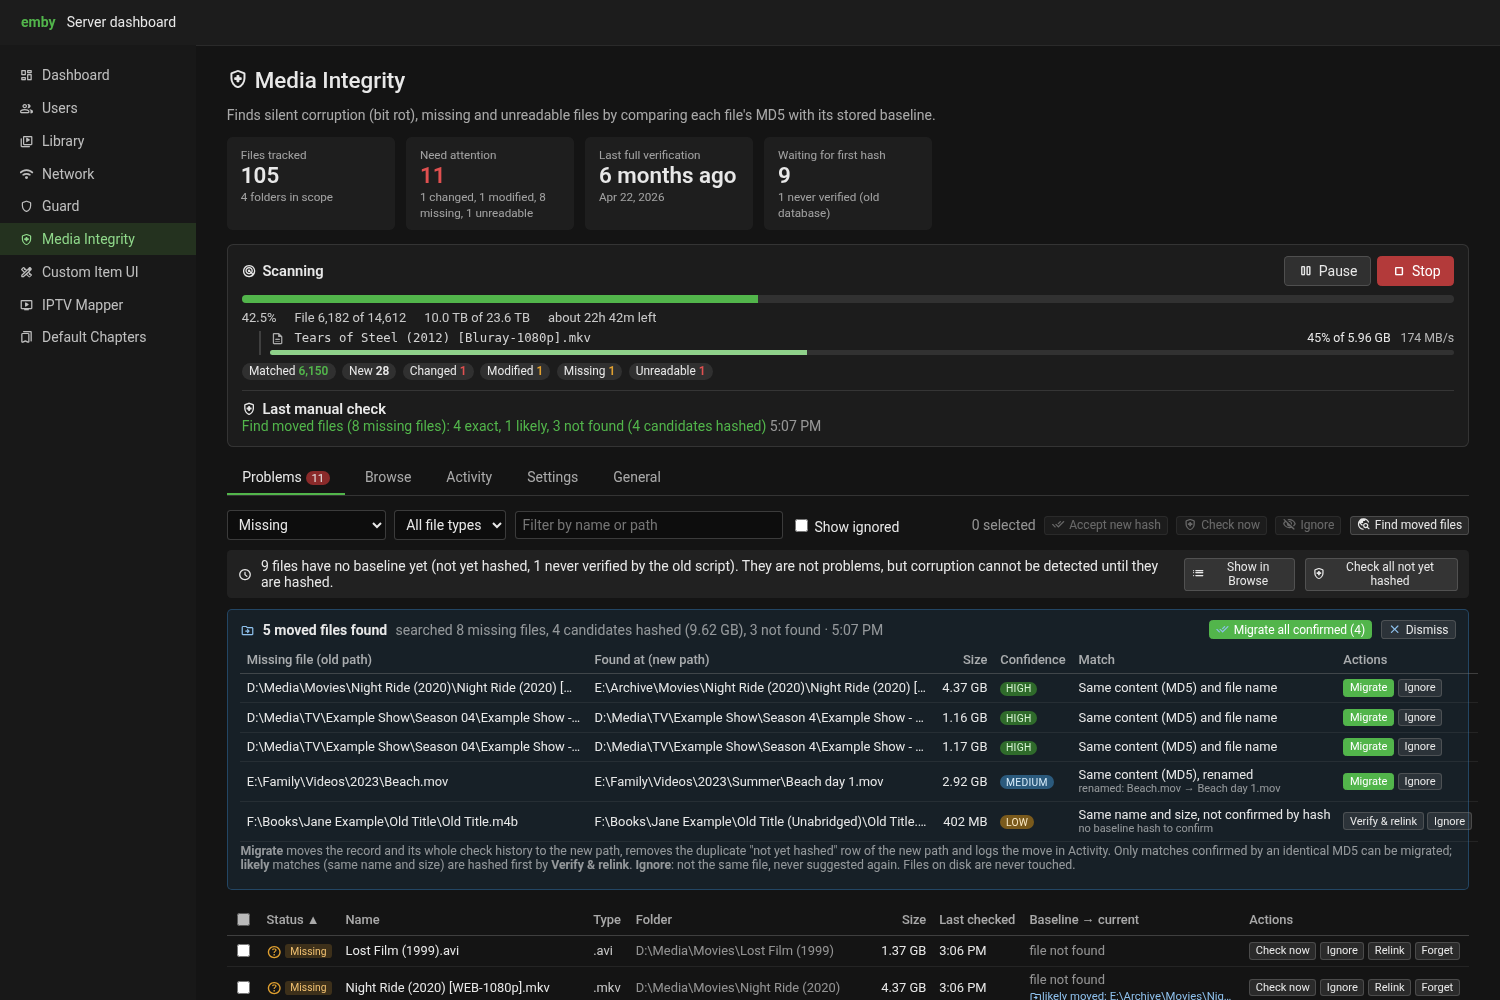 emby Server dashboard
Dashboard
Users
Library
Network
Guard
Media Integrity
Custom Item UI
IPTV Mapper
Default Chapters
Media Integrity
Finds silent corruption (bit rot), missing and unreadable files by comparing each file's MD5 with its stored baseline.
Files tracked
105
4 folders in scope
Need attention
11
1 changed, 1 modified, 8
missing, 1 unreadable
Last full verification
6 months ago
Apr 22, 2026
Waiting for first hash
9
1 never verified (old
database)
Scanning Pause Stop
42.5% File 6,182 of 14,612 10.0 TB of 23.6 TB about 22h 42m left
Tears of Steel (2012) [Bluray-1080p].mkv 45% of 5.96 GB 174 MB/s
Matched 6,150 New 28 Changed 1 Modified 1 Missing 1 Unreadable 1
Last manual check
Find moved files (8 missing files): 4 exact, 1 likely, 3 not found (4 candidates hashed) 5:07 PM
Problems 11 Browse Activity Settings General
Missing All file types Filter by name or path Show ignored 0 selected Accept new hash Check now Ignore Find moved files
9 files have no baseline yet (not yet hashed, 1 never verified by the old script). They are not problems, but corruption cannot be detected until they
are hashed.
Show in
Browse
Check all not yet
hashed
5 moved files found searched 8 missing files, 4 candidates hashed (9.62 GB), 3 not found · 5:07 PM Migrate all confirmed (4) Dismiss
Missing file (old path) Found at (new path) Size Confidence Match Actions
D:\Media\Movies\Night Ride (2020)\Night Ride (2020) [... E:\Archive\Movies\Night Ride (2020)\Night Ride (2020) [... 4.37 GB HIGH Same content (MD5) and file name Migrate Ignore
D:\Media\TV\Example Show\Season 04\Example Show -... D:\Media\TV\Example Show\Season 4\Example Show - ... 1.16 GB HIGH Same content (MD5) and file name Migrate Ignore
D:\Media\TV\Example Show\Season 04\Example Show -... D:\Media\TV\Example Show\Season 4\Example Show - ... 1.17 GB HIGH Same content (MD5) and file name Migrate Ignore
E:\Family\Videos\2023\Beach.mov E:\Family\Videos\2023\Summer\Beach day 1.mov 2.92 GB MEDIUM Same content (MD5), renamed Migrate Ignore
renamed: Beach.mov → Beach day 1.mov
F:\Books\Jane Example\Old Title\Old Title.m4b F:\Books\Jane Example\Old Title (Unabridged)\Old Title.... 402 MB LOW Same name and size, not confirmed by hash Verify & relink Ignore
no baseline hash to confirm
Migrate moves the record and its whole check history to the new path, removes the duplicate "not yet hashed" row of the new path and logs the move in Activity. Only matches confirmed by an identical MD5 can be migrated;
likely matches (same name and size) are hashed first by Verify & relink. Ignore: not the same file, never suggested again. Files on disk are never touched.
Status ▲ Name Type Folder Size Last checked Baseline → current Actions
Missing Lost Film (1999).avi .avi D:\Media\Movies\Lost Film (1999) 1.37 GB 3:06 PM file not found Check now Ignore Relink Forget
Missing Night Ride (2020) [WEB-1080p].mkv .mkv D:\Media\Movies\Night Ride (2020) 4.37 GB 3:06 PM file not found Check now Ignore Relink Forget
likely moved: E:\Archive\Movies\Nig...